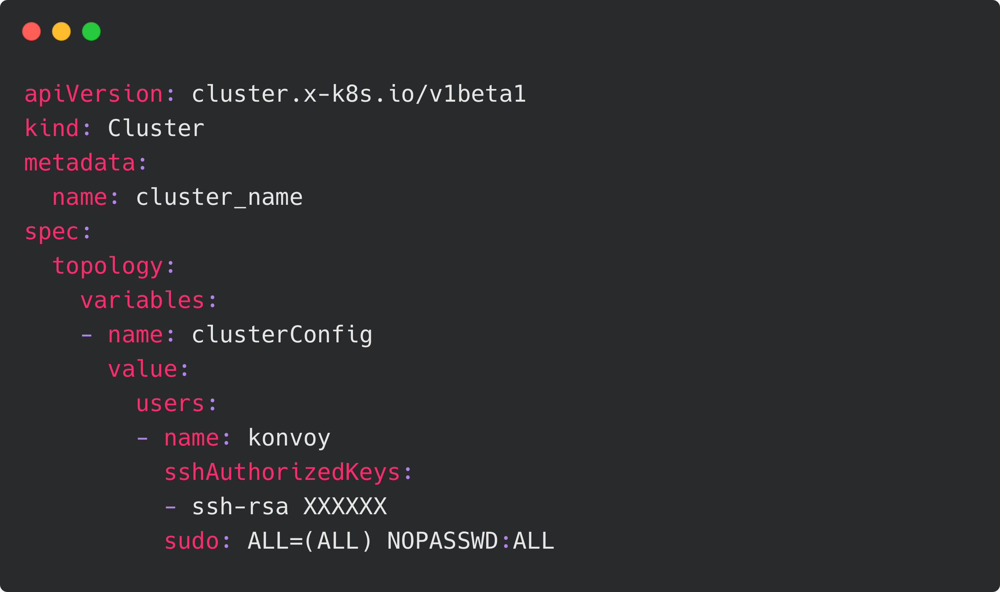 apiVersion: cluster.x-k8s.io/v1beta1
kind: Cluster
metadata:
  name: cluster_name
spec:
  topology:
    variables:
    - name: clusterConfig
      value:
        users:
        - name: konvoy
          sshAuthorizedKeys:
          - ssh-rsa XXXXXX
          sudo: ALL=(ALL) NOPASSWD:ALL